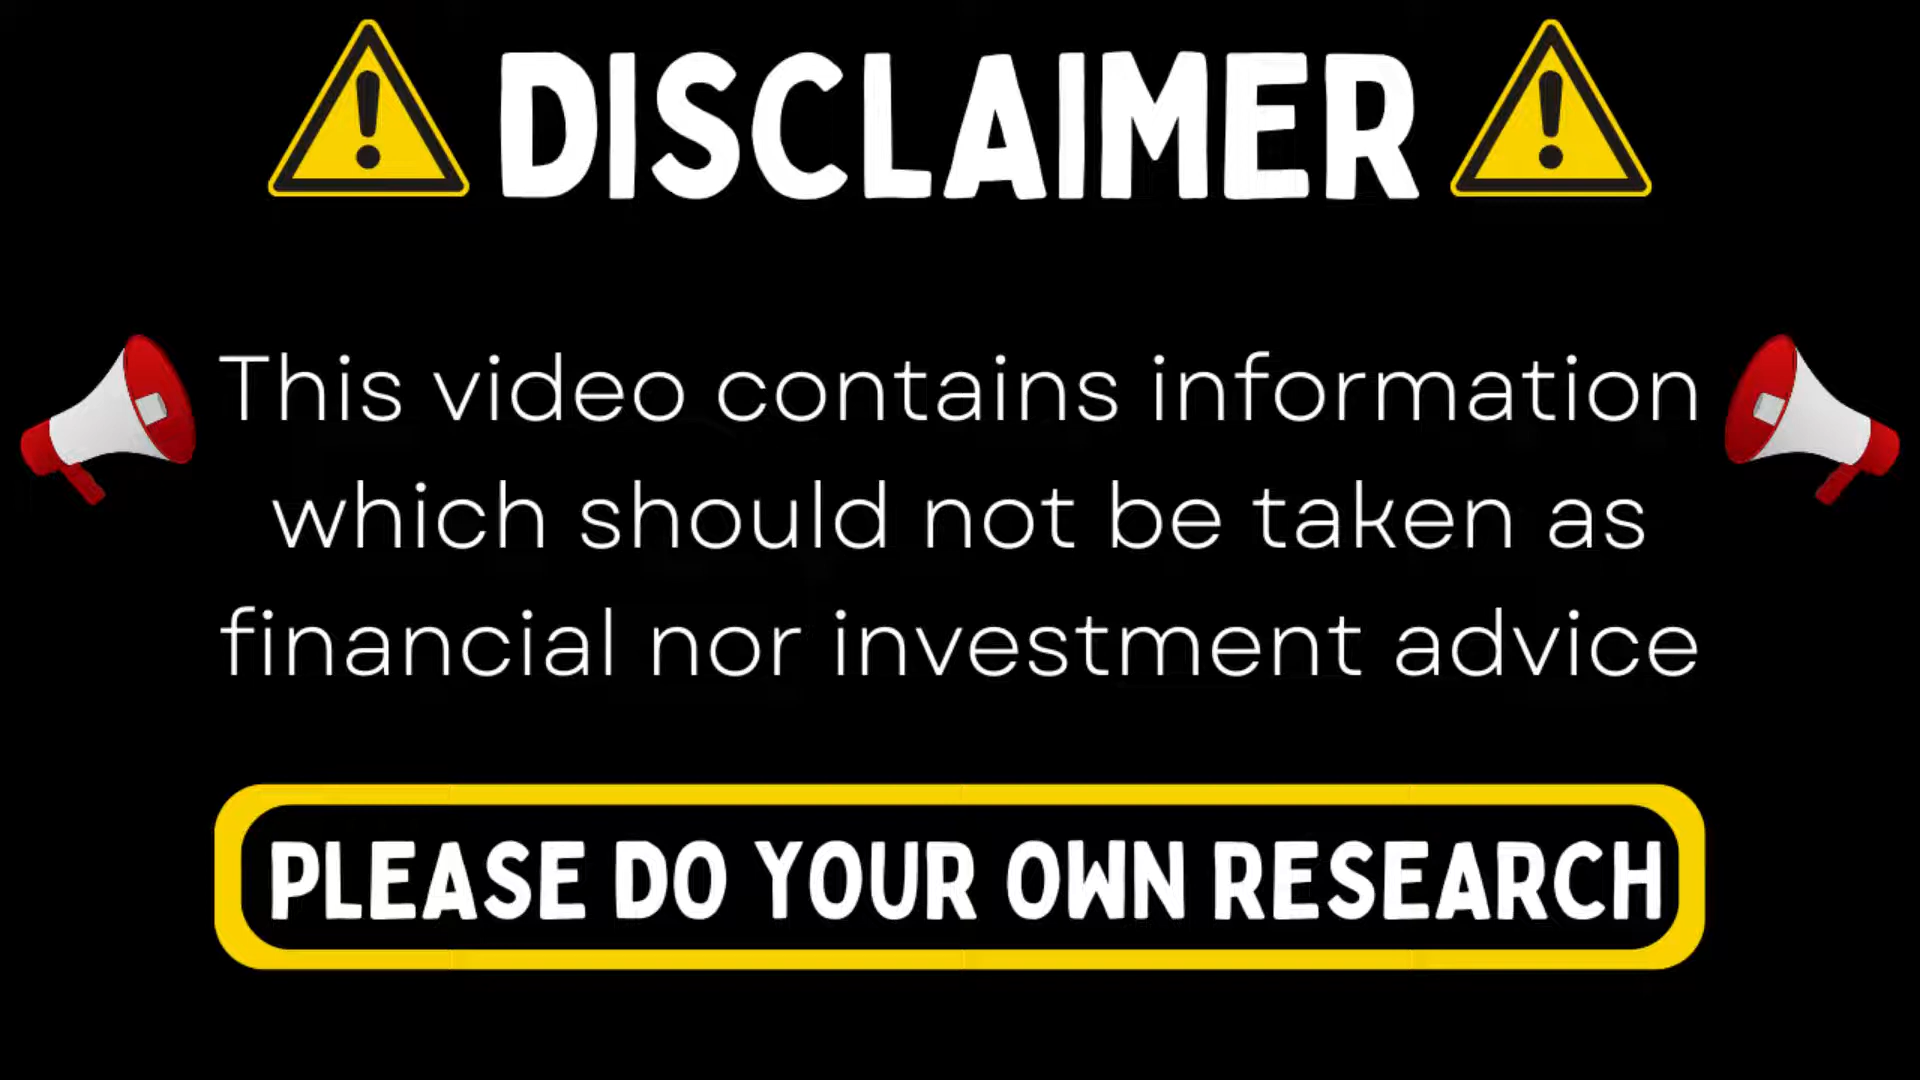 DISCLAIMER
This video contains information
which should not be taken as
financial nor investment advice
PLEASE DO YOUR OWN RESEARCH